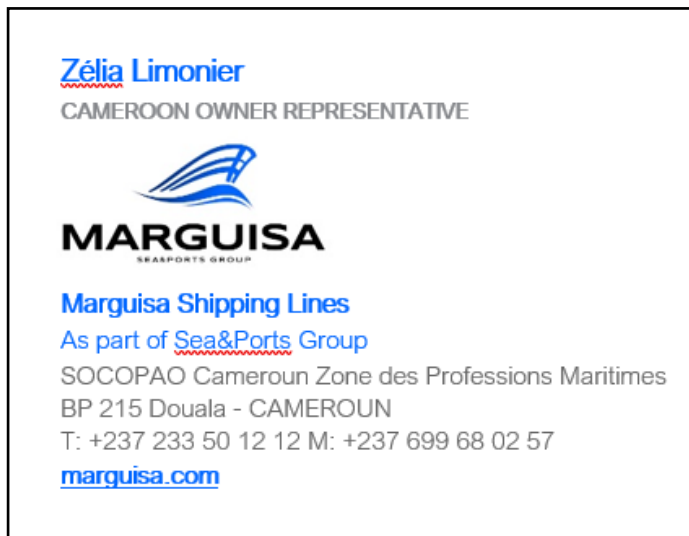 Zélia Limonier
CAMEROON OWNER REPRESENTATIVE
MARGUISA
SEA&PORTS GROUP
Marguisa Shipping Lines
As part of Sea&Ports Group
SOCOPAO Cameroun Zone des Professions Maritimes
BP 215 Douala - CAMEROUN
T: +237 233 50 12 12 M: +237 699 68 02 57
marguisa.com